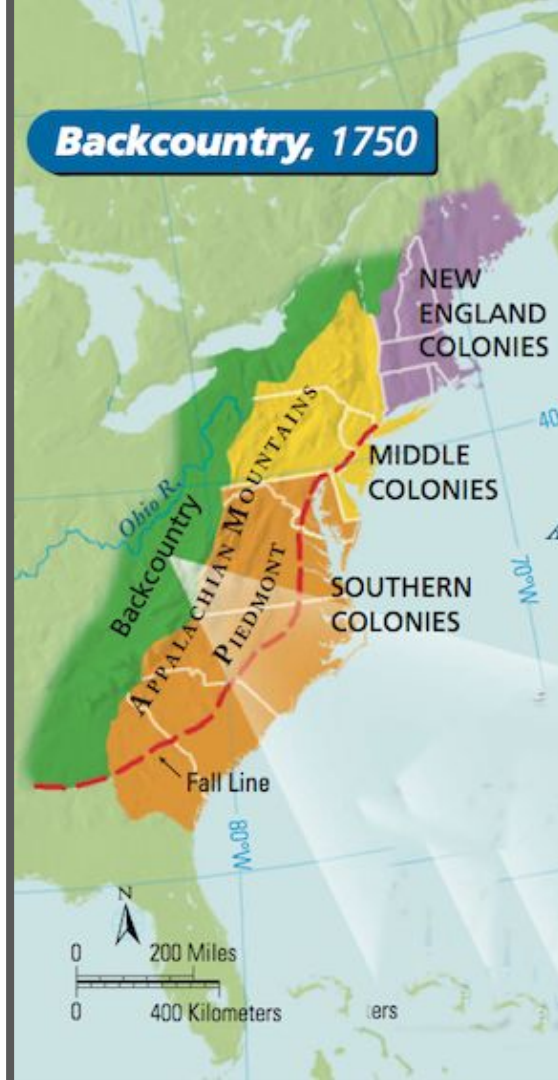 Backcountry, 1750
NEW
ENGLAND
COLONIES
40
MIDDLE
COLONIES
A
70°W
APPALACHIAN MOUNTAINS
Ohio R.
Backcountry
PIEDMONT
SOUTHERN
COLONIES
Fall Line
80°W
N
0 200 Miles
0 400 Kilometers
ers